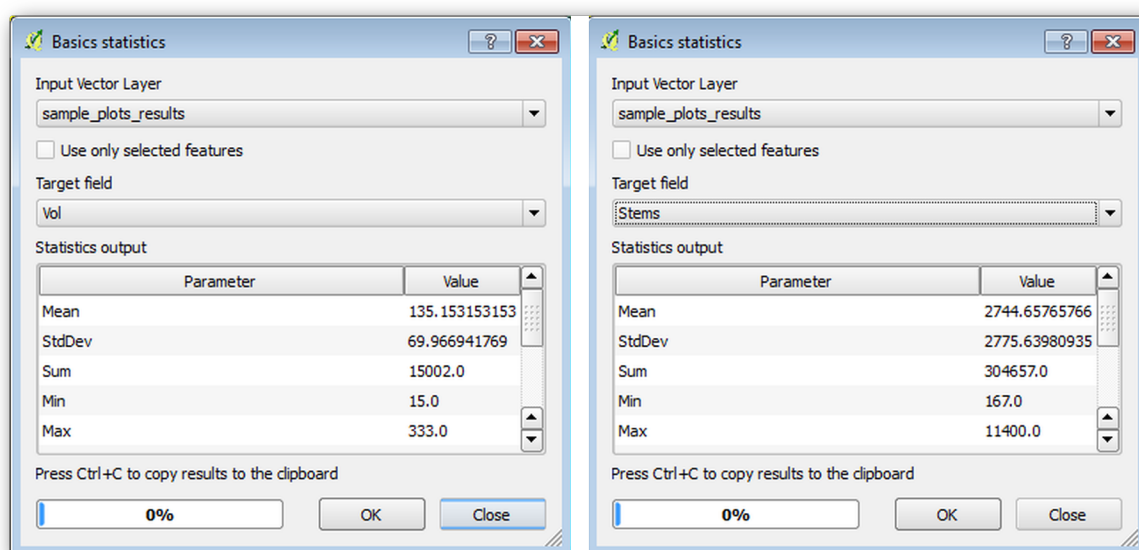 Basics statistics
?
Input Vector Layer
sample_plots_results
Use only selected features
Target field
Vol
Statistics output
Parameter Value
Mean 135.153153153
StdDev 69.966941769
Sum 15002.0
Min 15.0
Max 333.0
Press Ctrl+C to copy results to the clipboard
0% OK Close
Basics statistics
?
Input Vector Layer
sample_plots_results
Use only selected features
Target field
Stems
Statistics output
Parameter Value
Mean 2744.65765766
StdDev 2775.63980935
Sum 304657.0
Min 167.0
Max 11400.0
Press Ctrl+C to copy results to the clipboard
0% OK Close